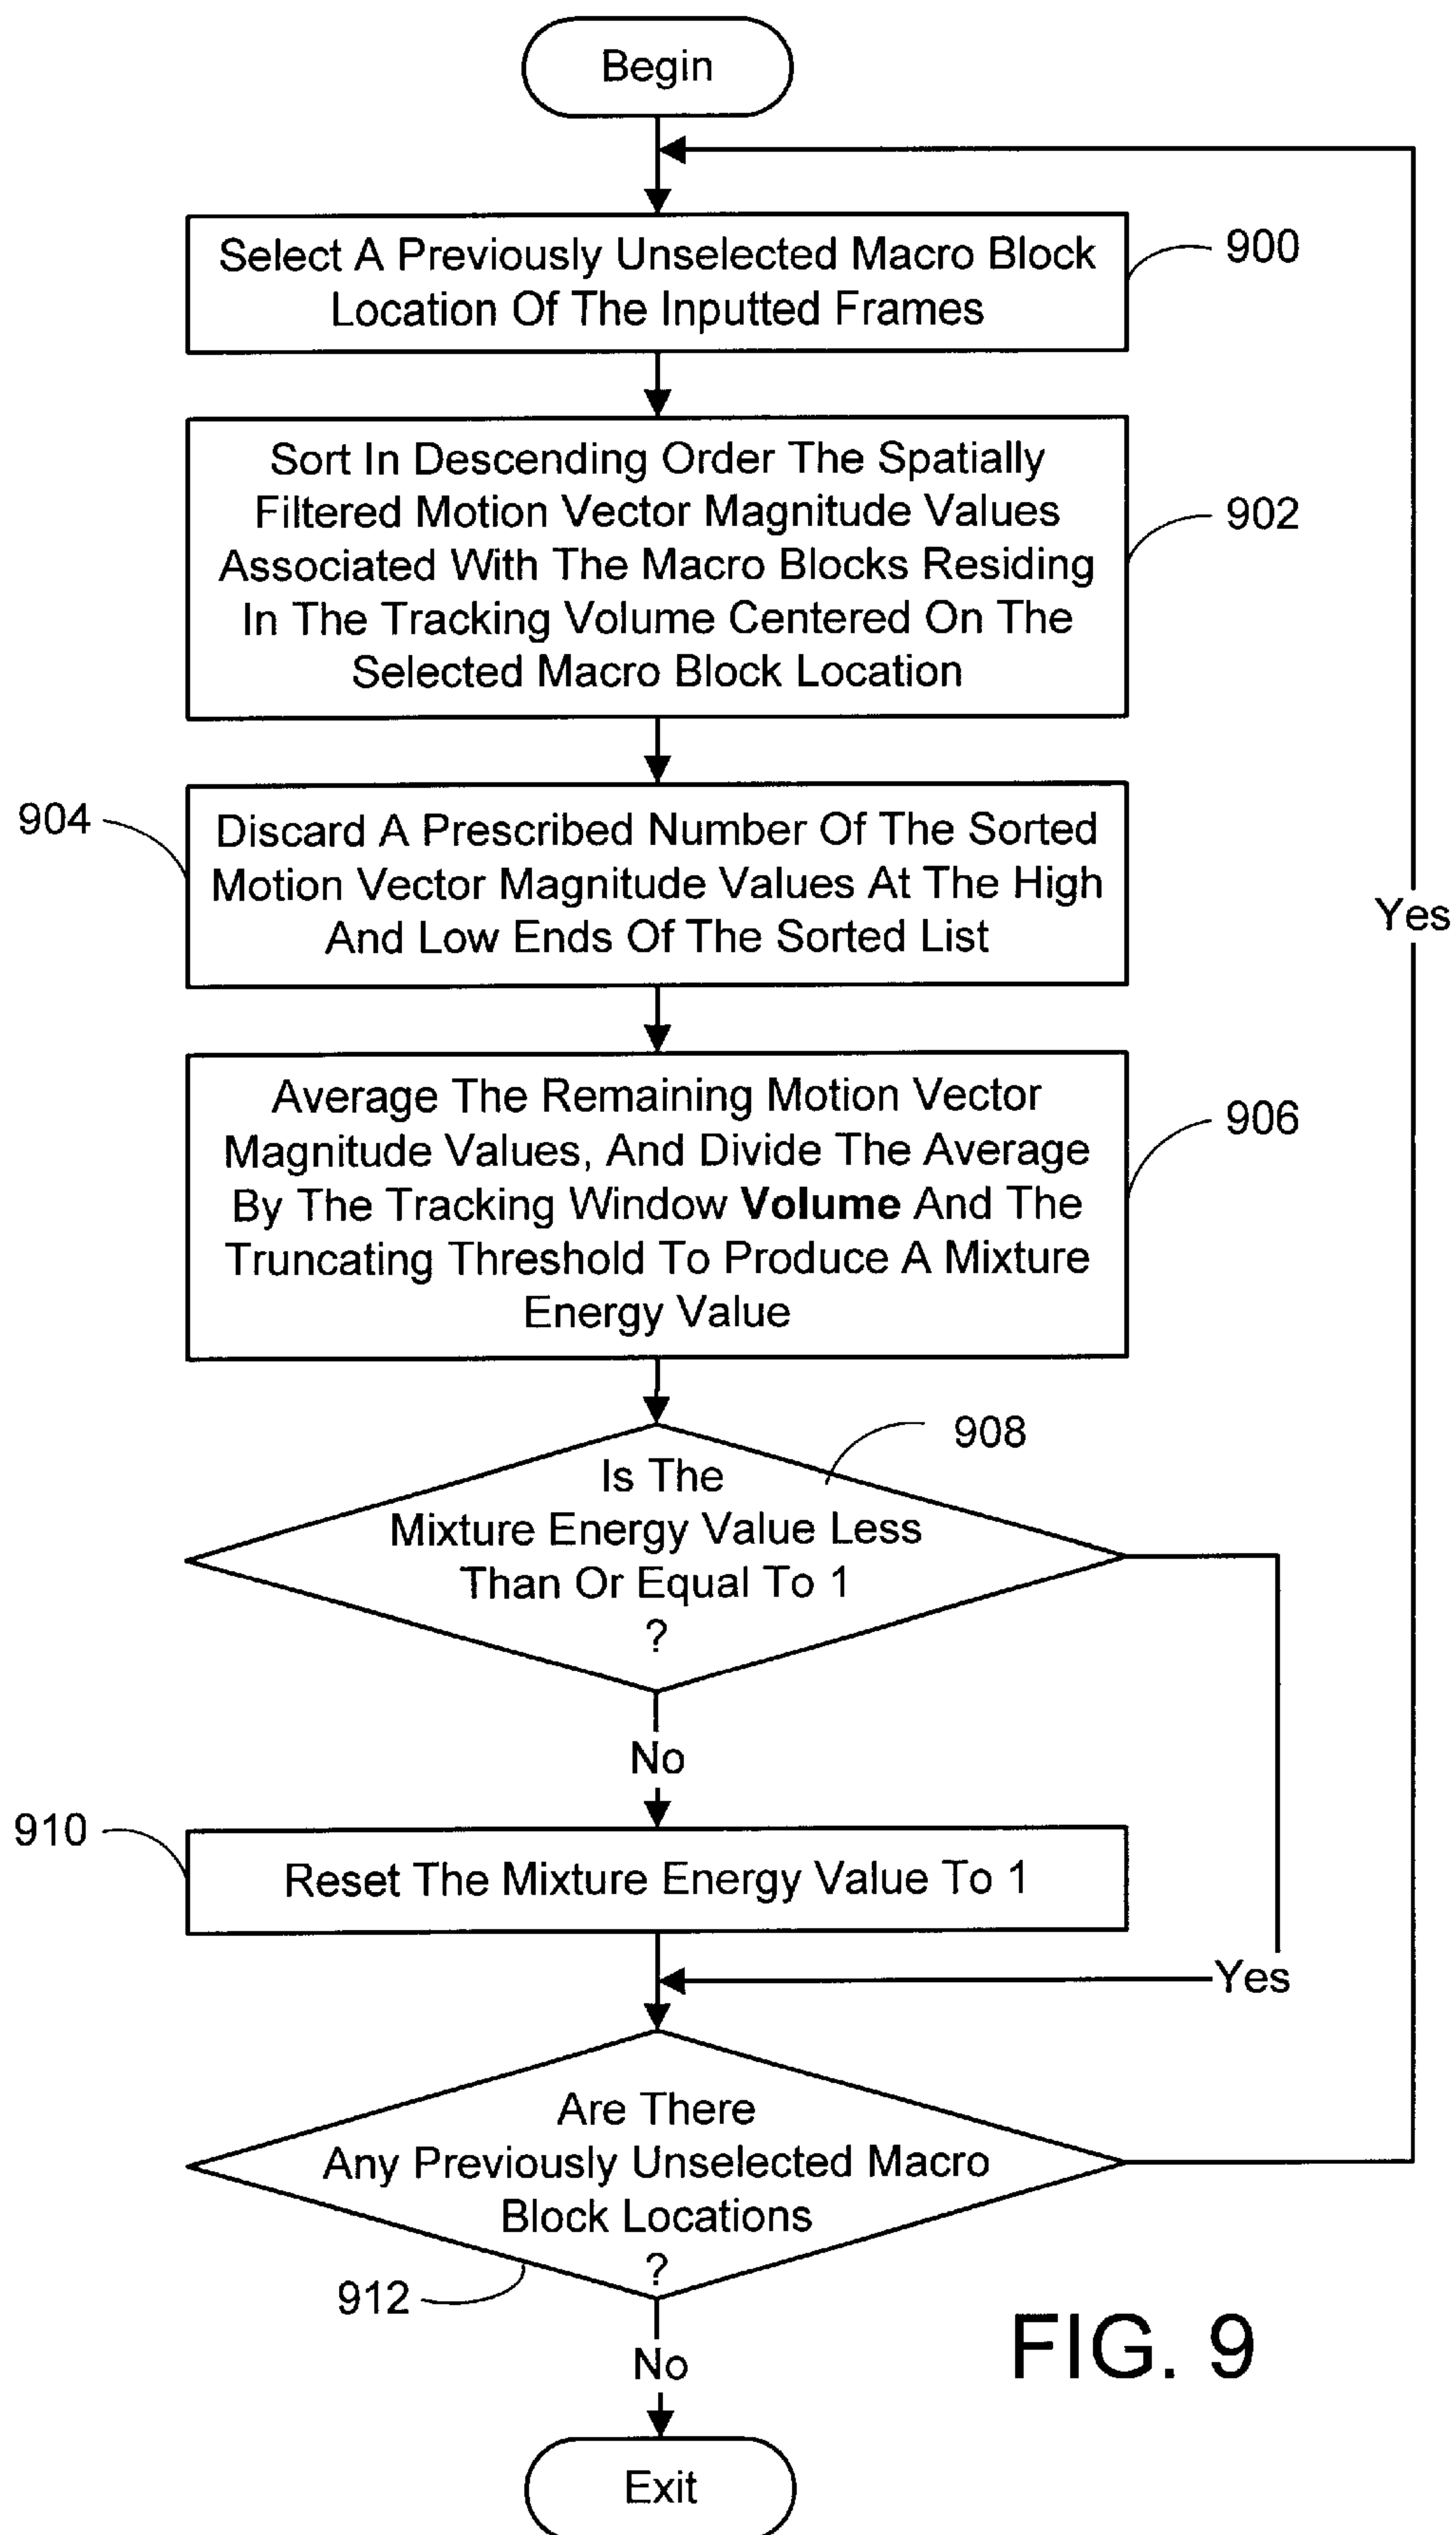 Begin
Select A Previously Unselected Macro Block
Location Of The Inputted Frames
900
Sort In Descending Order The Spatially
Filtered Motion Vector Magnitude Values
Associated With The Macro Blocks Residing
In The Tracking Volume Centered On The
Selected Macro Block Location
902
904
Discard A Prescribed Number Of The Sorted
Motion Vector Magnitude Values At The High
And Low Ends Of The Sorted List
Yes
Average The Remaining Motion Vector
Magnitude Values, And Divide The Average
By The Tracking Window Volume And The
Truncating Threshold To Produce A Mixture
Energy Value
906
908
Is The
Mixture Energy Value Less
Than Or Equal To 1
?
No
910
Reset The Mixture Energy Value To 1
Yes
Are There
Any Previously Unselected Macro
Block Locations
?
912
No
FIG. 9
Exit